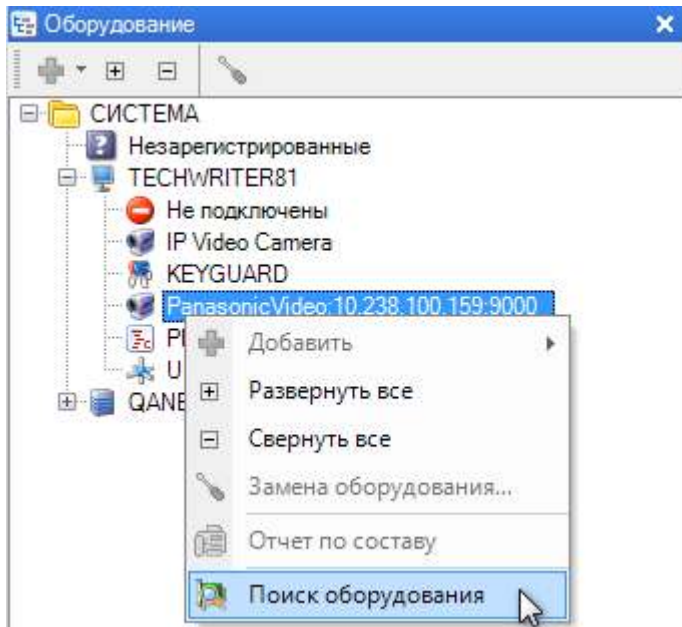 Оборудование
СИСТЕМА
Незарегистрированные
TECHWRITER81
Не подключены
IP Video Camera
KEYGUARD
PanasonicVideo:10.238.100.159:9000
Добавить
Развернуть все
Свернуть все
Замена оборудования...
Отчет по составу
Поиск оборудования